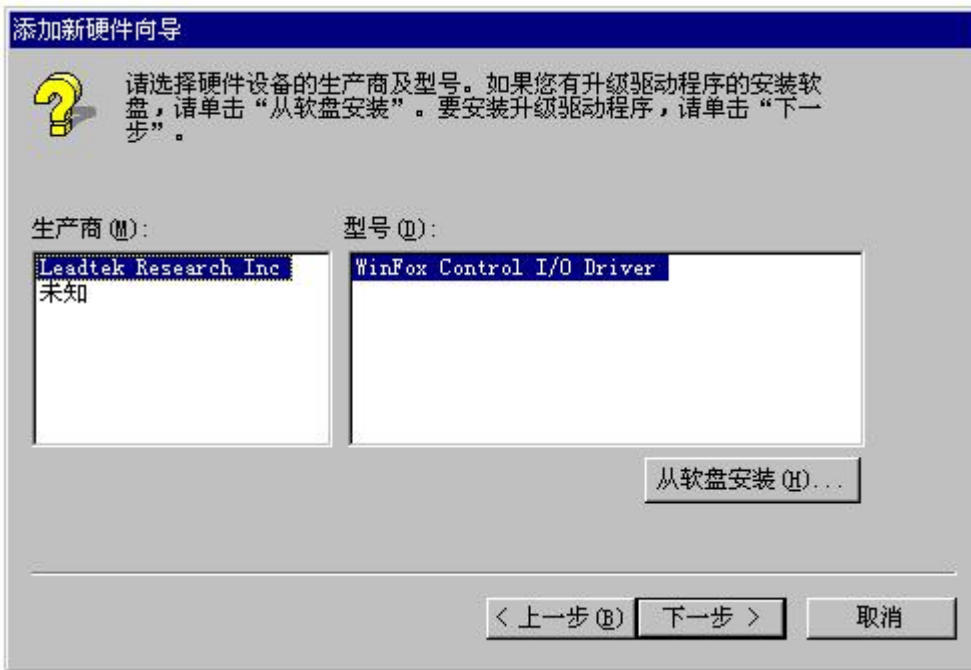 添加新硬件向导
请选择硬件设备的生产商及型号。如果您有升级驱动程序的安装软
盘，请单击“从软盘安装”。要安装升级驱动程序，请单击“下一
步”。
生产商(M)：
型号(D)：
Leadtek Research Inc
未知
WinFox Control I/O Driver
从软盘安装(H)...
< 上一步(B)
下一步 >
取消